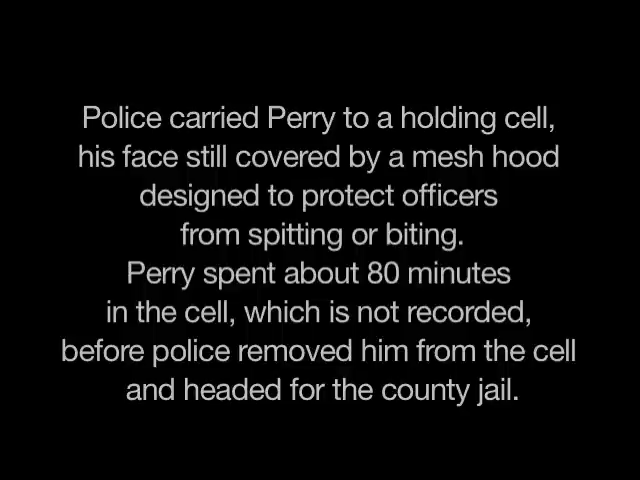 Police carried Perry to a holding cell,
his face still covered by a mesh hood
designed to protect officers
from spitting or biting.
Perry spent about 80 minutes
in the cell, which is not recorded,
before police removed him from the cell
and headed for the county jail.